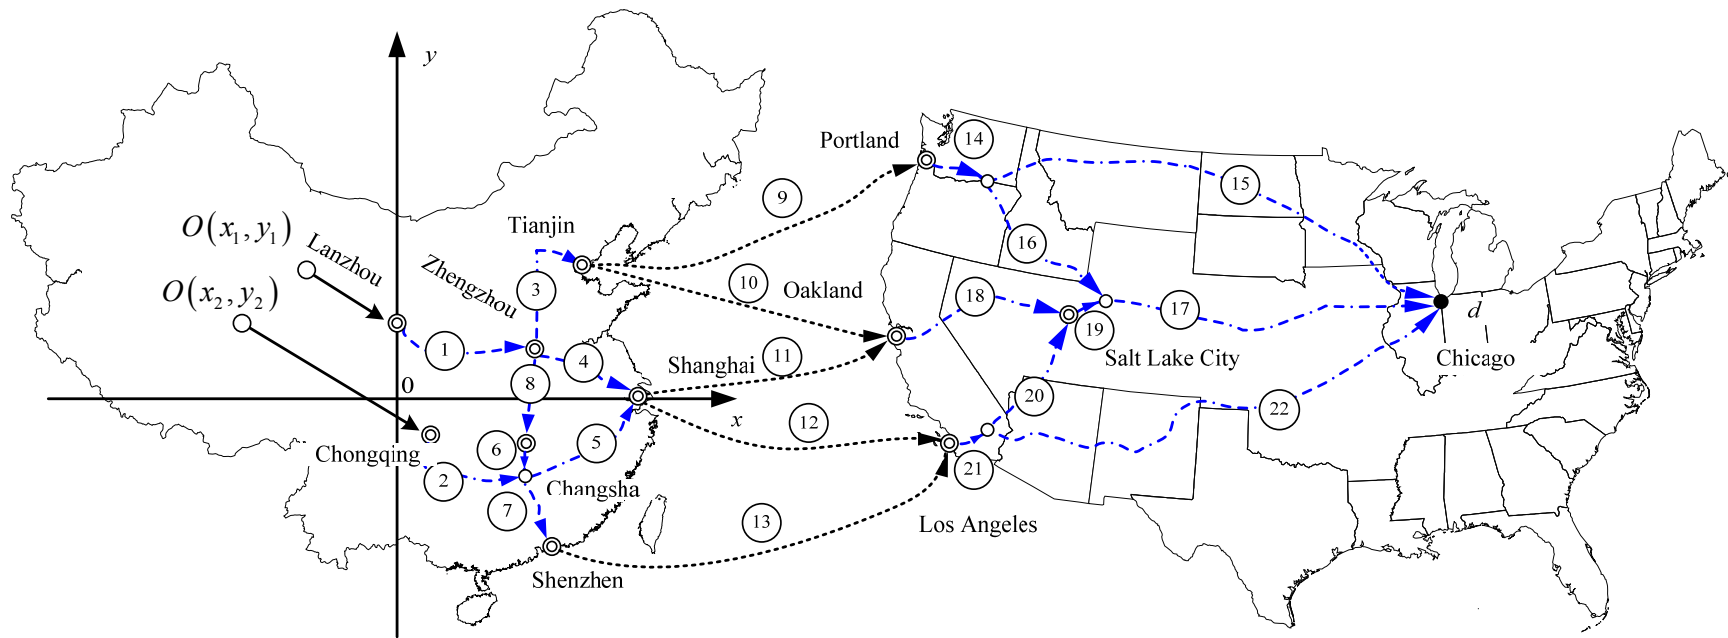 y
Portland
14
15
9
O(x₁, y₁)
Tianjin
Lanzhou
16
Zhengzhou
O(x₂, y₂)
3
10
Oakland
18
17
d
19
1
4
11
Shanghai
Salt Lake City
Chicago
0
8
20
x
12
22
6
5
Chongqing
2
21
Changsha
7
13
Los Angeles
Shenzhen